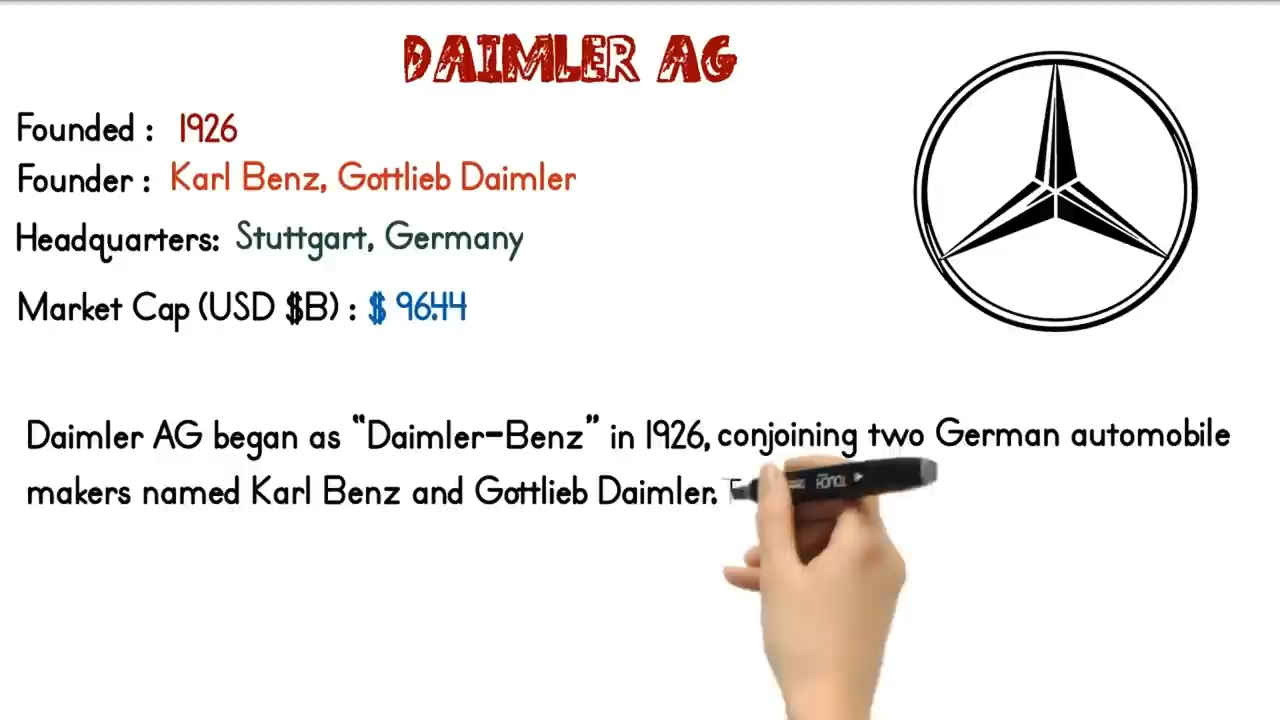 DAIMLER AG
Founded : 1926
Founder : Karl Benz, Gottlieb Daimler
Headquarters: Stuttgart, Germany
Market Cap (USD $B) : $ 96.44
Daimler AG began as “Daimler-Benz” in 1926, conjoining two German automobile
makers named Karl Benz and Gottlieb Daimler.
TOUCH